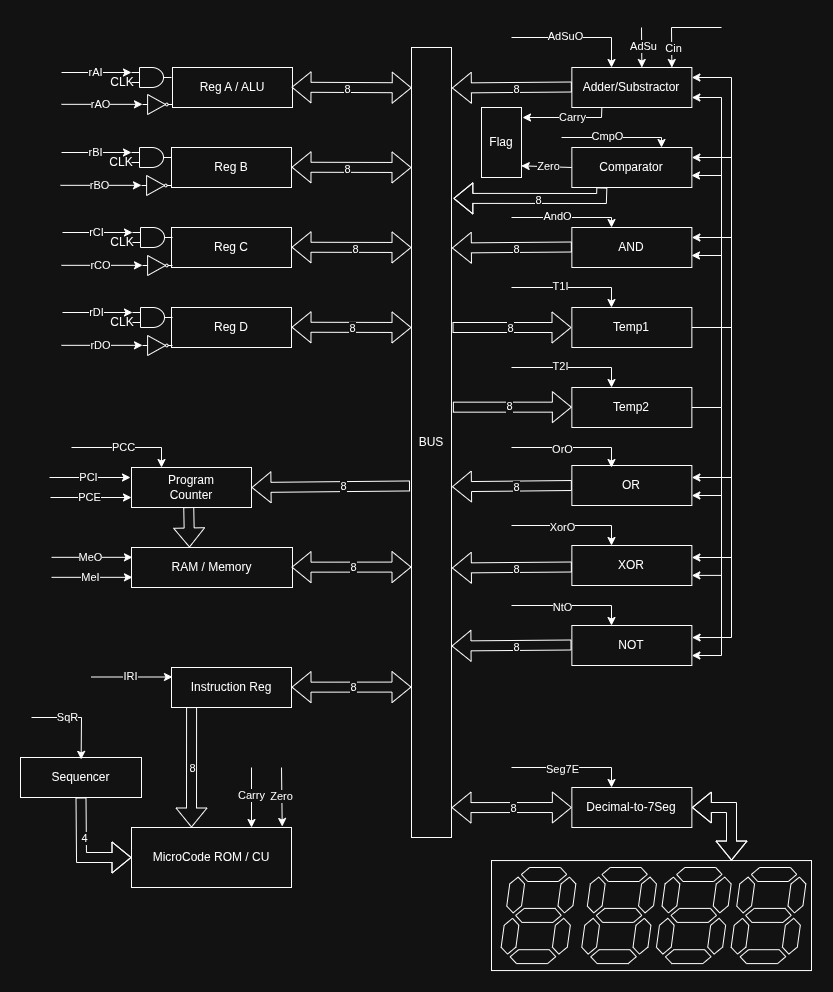 AdSuO
AdSu
Cin
rAI
CLK
rAO
Reg A / ALU
8
8
Adder/Substractor
Carry
Flag
CmpO
Zero
Comparator
8
rBI
CLK
rBO
Reg B
8
AndO
rCI
CLK
rCO
Reg C
8
8
AND
T1I
rDI
CLK
rDO
Reg D
8
8
Temp1
T2I
8
Temp2
BUS
PCC
PCI
PCE
Program
Counter
8
OrO
8
OR
XorO
MeO
MeI
RAM / Memory
8
8
XOR
NtO
8
NOT
IRI
Instruction Reg
8
SqR
Sequencer
8
Carry
Zero
4
MicroCode ROM / CU
Seg7E
8
Decimal-to-7Seg